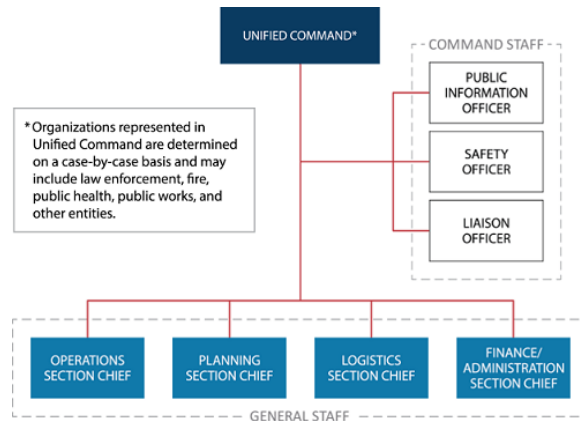 UNIFIED COMMAND*
COMMAND STAFF
PUBLIC
INFORMATION
OFFICER
SAFETY
OFFICER
LIAISON
OFFICER
*Organizations represented in
Unified Command are determined
on a case-by-case basis and may
include law enforcement, fire,
public health, public works, and
other entities.
OPERATIONS
SECTION CHIEF
PLANNING
SECTION CHIEF
LOGISTICS
SECTION CHIEF
FINANCE/
ADMINISTRATION
SECTION CHIEF
GENERAL STAFF